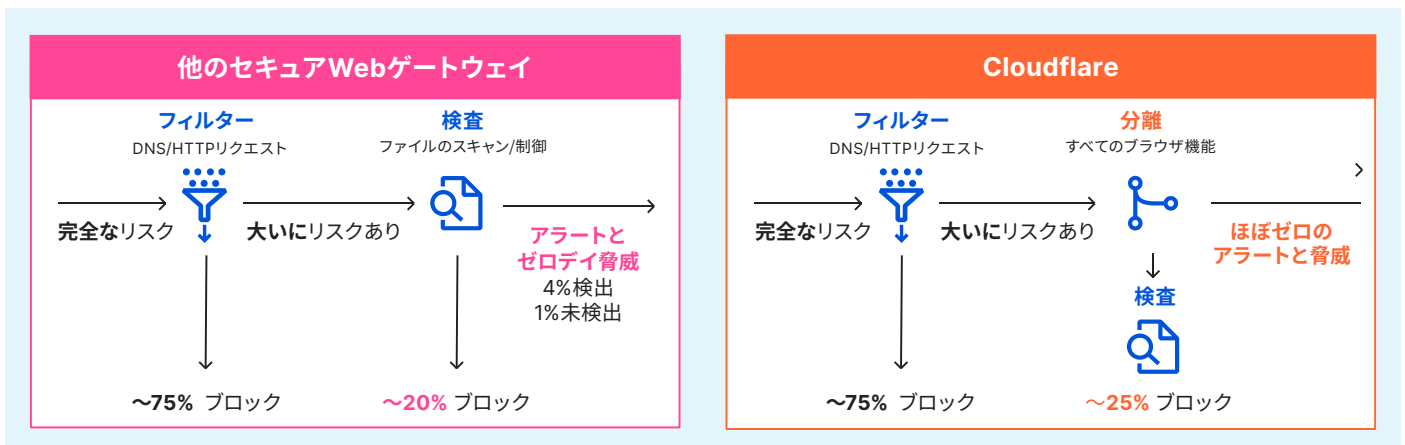 他のセキュアWebゲートウェイ
フィルター
DNS/HTTPリクエスト
検査
ファイルのスキャン/制御
完全なリスク
大いにリスクあり
アラートと
ゼロデイ脅威
4%検出
1%未検出
〜75% ブロック
〜20% ブロック
Cloudflare
フィルター
DNS/HTTPリクエスト
分離
すべてのブラウザ機能
完全なリスク
大いにリスクあり
ほぼゼロの
アラートと脅威
検査
〜75% ブロック
〜25% ブロック